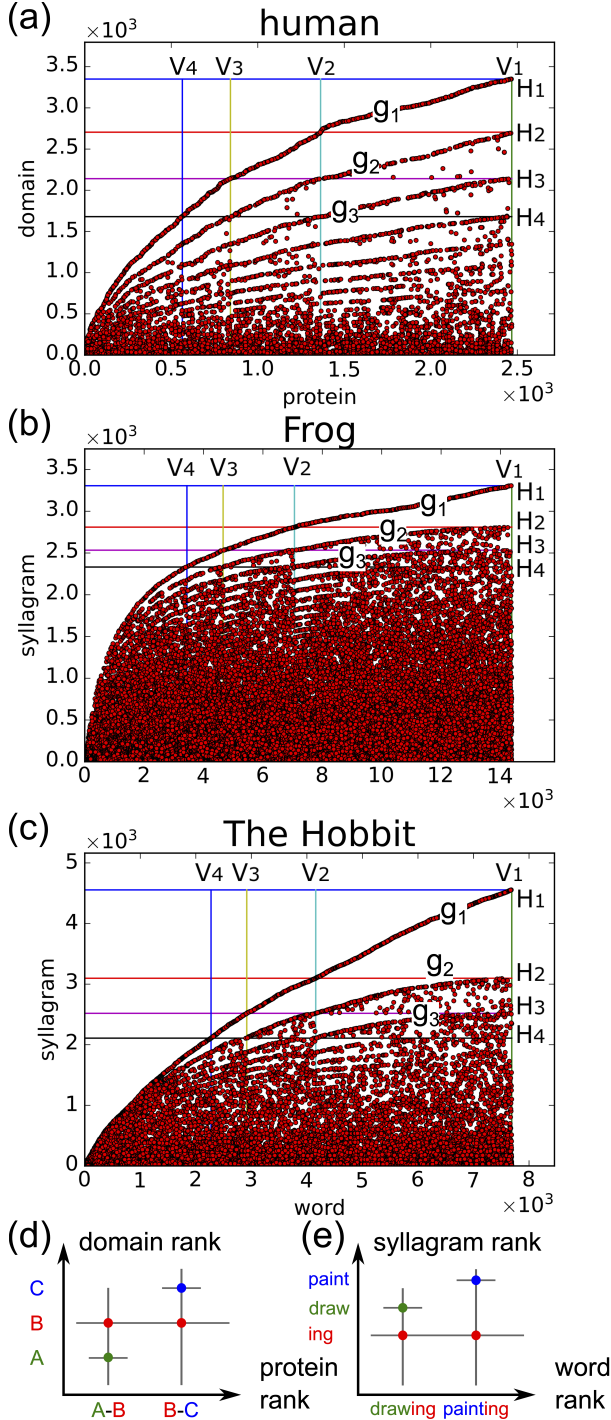 (a) human
×10³
V4 V3 V2 V1
3.5
H1
g1
3.0
H2
2.5
g2
H3
2.0
g3
H4
1.5
1.0
0.5
0.0
domain
0.0 0.5 1.0 1.5 2.0 2.5
protein ×10³
(b) Frog
×10³
V4 V3 V2 V1
3.5
H1
g1
3.0
H2
g2
H3
2.5
g3
H4
2.0
1.5
1.0
0.5
0.0
syllagram
0 2 4 6 8 10 12 14
×10³
(c) The Hobbit
×10³
5
V4 V3 V2 V1
H1
g1
4
g2
H2
3
H3
g3
H4
2
1
0
syllagram
0 1 2 3 4 5 6 7 8
word ×10³
(d) domain rank
C
B
A
A-B B-C
protein
rank
(e) syllagram rank
paint
draw
ing
drawing painting
word
rank